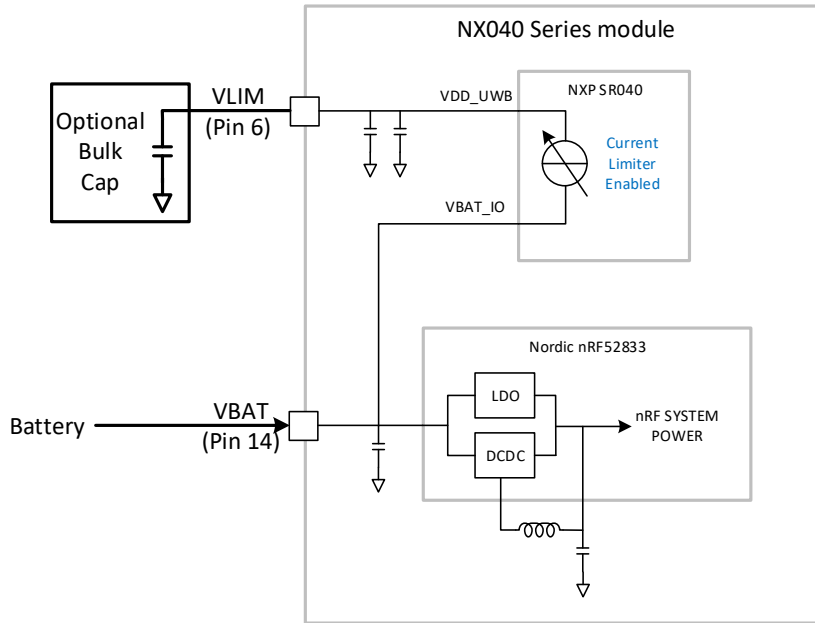 NX040 Series module
VLIM
(Pin 6)
Optional
Bulk
Cap
VDD_UWB
NXP SR040
Current
Limiter
Enabled
VBAT_IO
Nordic nRF52833
LDO
DCDC
nRF SYSTEM
POWER
Battery
VBAT
(Pin 14)